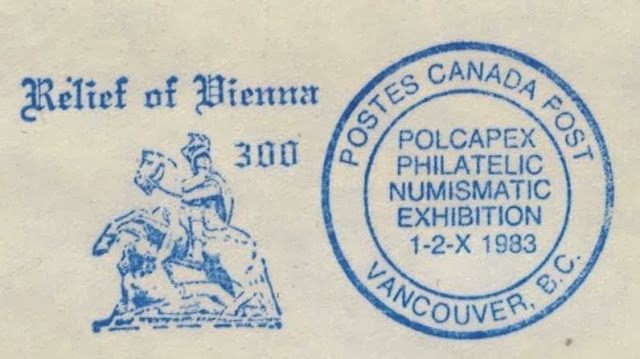 Relief of Vienna
300
POSTES CANADA POST
POLCAPEX
PHILATELIC
NUMISMATIC
EXHIBITION
1-2-X 1983
VANCOUVER, B.C.